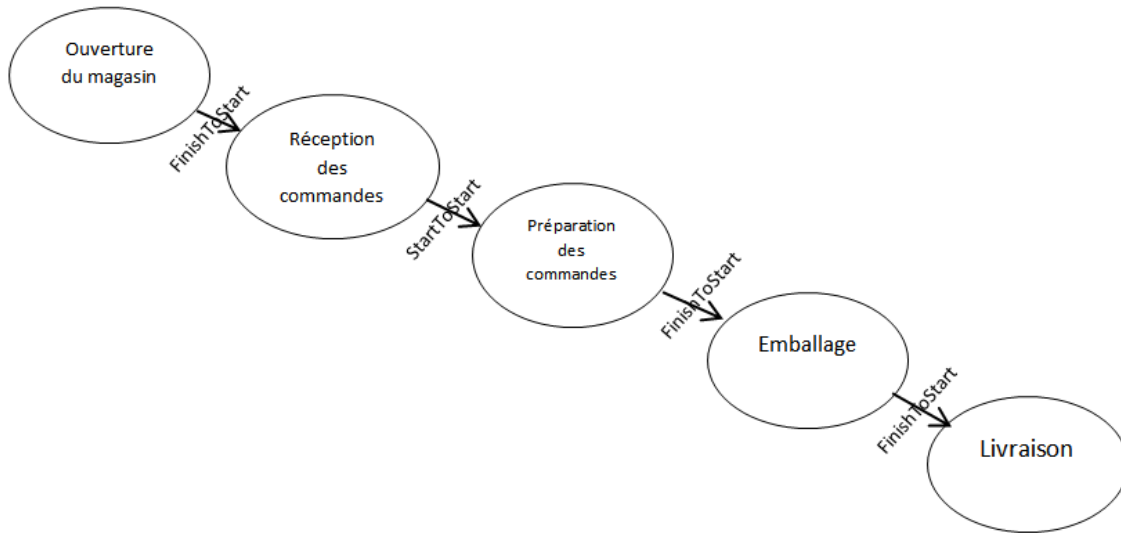 Ouverture
du magasin
FinishToStart
Réception
des
commandes
StartToStart
Préparation
des
commandes
FinishToStart
Emballage
FinishToStart
Livraison